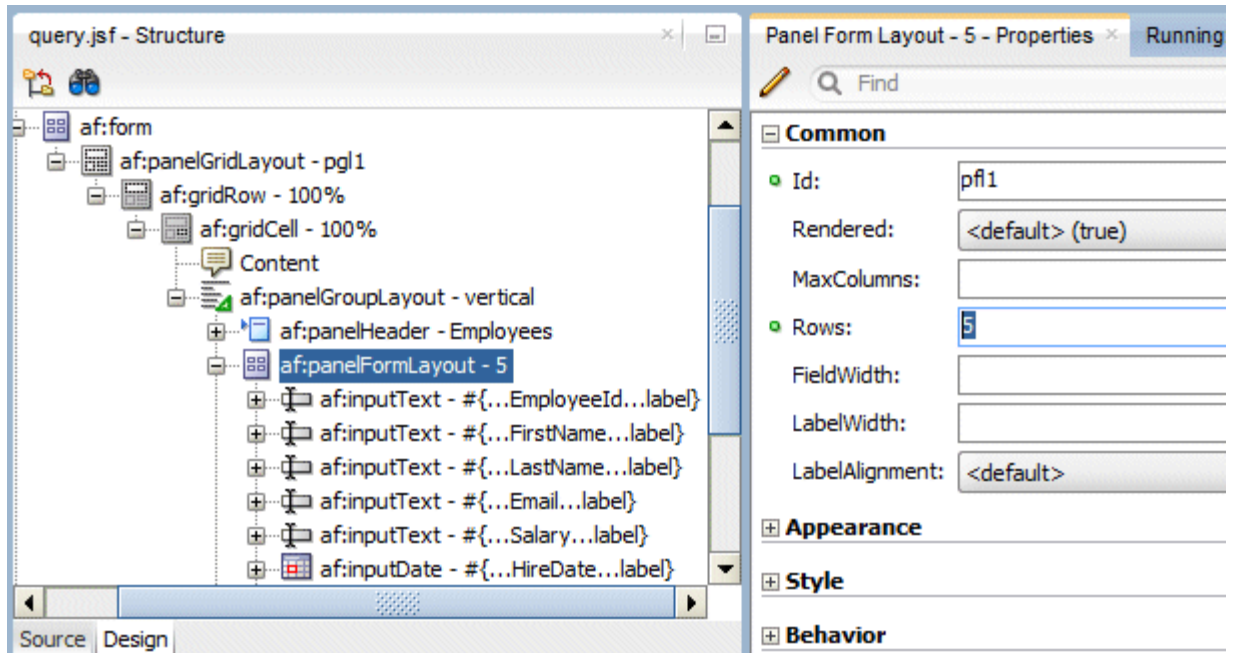 query.jsf - Structure
af:form
af:panelGridLayout - pgl1
af:gridRow - 100%
af:gridCell - 100%
Content
af:panelGroupLayout - vertical
af:panelHeader - Employees
af:panelFormLayout - 5
af:inputText - #{...EmployeeId...label}
af:inputText - #{...FirstName...label}
af:inputText - #{...LastName...label}
af:inputText - #{...Email...label}
af:inputText - #{...Salary...label}
af:inputDate - #{...HireDate...label}
Source Design
Panel Form Layout - 5 - Properties Running
Find
Common
Id: pfl1
Rendered: <default> (true)
MaxColumns:
Rows: 5
FieldWidth:
LabelWidth:
LabelAlignment: <default>
Appearance
Style
Behavior